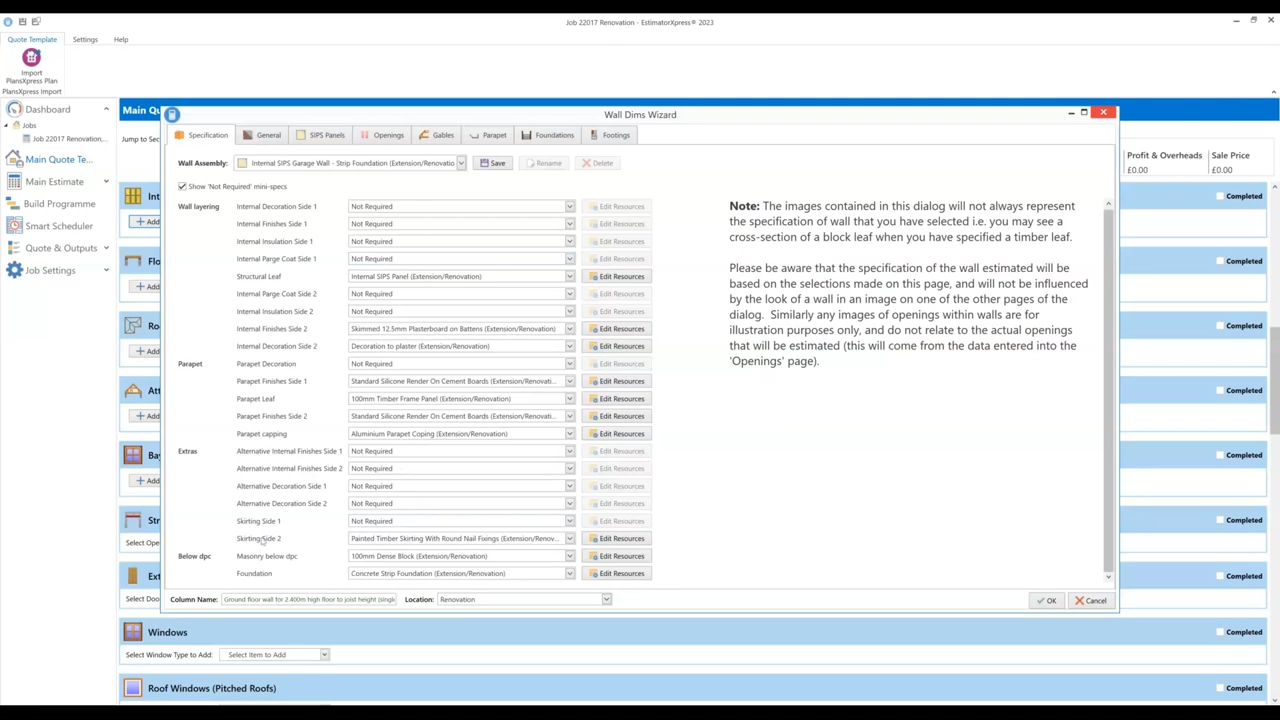 Job 22017 Renovation - EstimatorXpress® 2023
Quote Template Settings Help
Import
PlansXpress Plan
PlansXpress Import
Dashboard
Jobs
Job 22017 Renovation,...
Main Quote Te...
Main Estimate
Build Programme
Smart Scheduler
Quote & Outputs
Job Settings
Main Qu
Jump to Sec
Profit & Overheads Sale Price
£0.00 £0.00
Int
Completed
Add
Flo
Completed
Add
Ro
Completed
Add
Att
Completed
Add
Bay
Completed
Add
Str
Completed
Select Ope
Ext
Completed
Select Doo
Windows
Completed
Select Window Type to Add: Select Item to Add
Roof Windows (Pitched Roofs)
Completed
Wall Dims Wizard
Specification General SIPS Panels Openings Gables Parapet Foundations Footings
Wall Assembly: Internal SIPS Garage Wall - Strip Foundation (Extension/Renovatio Save Rename Delete
Show 'Not Required' mini-specs
Wall layering Internal Decoration Side 1 Not Required Edit Resources
Internal Finishes Side 1 Not Required Edit Resources
Internal Insulation Side 1 Not Required Edit Resources
Internal Parge Coat Side 1 Not Required Edit Resources
Structural Leaf Internal SIPS Panel (Extension/Renovation) Edit Resources
Internal Parge Coat Side 2 Not Required Edit Resources
Internal Insulation Side 2 Not Required Edit Resources
Internal Finishes Side 2 Skimmed 12.5mm Plasterboard on Battens (Extension/Renovation) Edit Resources
Internal Decoration Side 2 Decoration to plaster (Extension/Renovation) Edit Resources
Parapet Parapet Decoration Not Required Edit Resources
Parapet Finishes Side 1 Standard Silicone Render On Cement Boards (Extension/Renovati... Edit Resources
Parapet Leaf 100mm Timber Frame Panel (Extension/Renovation) Edit Resources
Parapet Finishes Side 2 Standard Silicone Render On Cement Boards (Extension/Renovati... Edit Resources
Parapet capping Aluminium Parapet Coping (Extension/Renovation) Edit Resources
Extras Alternative Internal Finishes Side 1 Not Required Edit Resources
Alternative Internal Finishes Side 2 Not Required Edit Resources
Alternative Decoration Side 1 Not Required Edit Resources
Alternative Decoration Side 2 Not Required Edit Resources
Skirting Side 1 Not Required Edit Resources
Skirting Side 2 Painted Timber Skirting With Round Nail Fixings (Extension/Renov... Edit Resources
Below dpc Masonry below dpc 100mm Dense Block (Extension/Renovation) Edit Resources
Foundation Concrete Strip Foundation (Extension/Renovation) Edit Resources
Note: The images contained in this dialog will not always represent
the specification of wall that you have selected i.e. you may see a
cross-section of a block leaf when you have specified a timber leaf.
Please be aware that the specification of the wall estimated will be
based on the selections made on this page, and will not be influenced
by the look of a wall in an image on one of the other pages of the
dialog. Similarly any images of openings within walls are for
illustration purposes only, and do not relate to the actual openings
that will be estimated (this will come from the data entered into the
'Openings' page).
Column Name: Ground floor wall for 2.400m high floor to joist height (singl Location: Renovation OK Cancel